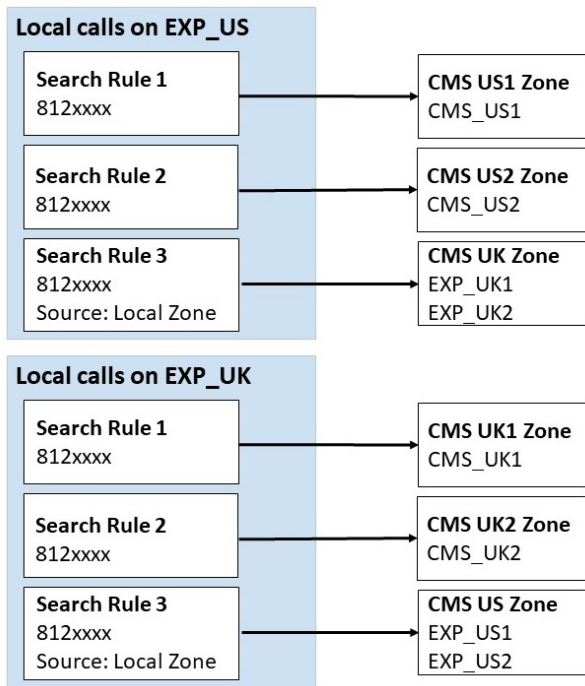 Local calls on EXP_US
Search Rule 1
812xxxx
CMS US1 Zone
CMS_US1
Search Rule 2
812xxxx
CMS US2 Zone
CMS_US2
Search Rule 3
812xxxx
Source: Local Zone
CMS UK Zone
EXP_UK1
EXP_UK2
Local calls on EXP_UK
Search Rule 1
812xxxx
CMS UK1 Zone
CMS_UK1
Search Rule 2
812xxxx
CMS UK2 Zone
CMS_UK2
Search Rule 3
812xxxx
Source: Local Zone
CMS US Zone
EXP_US1
EXP_US2